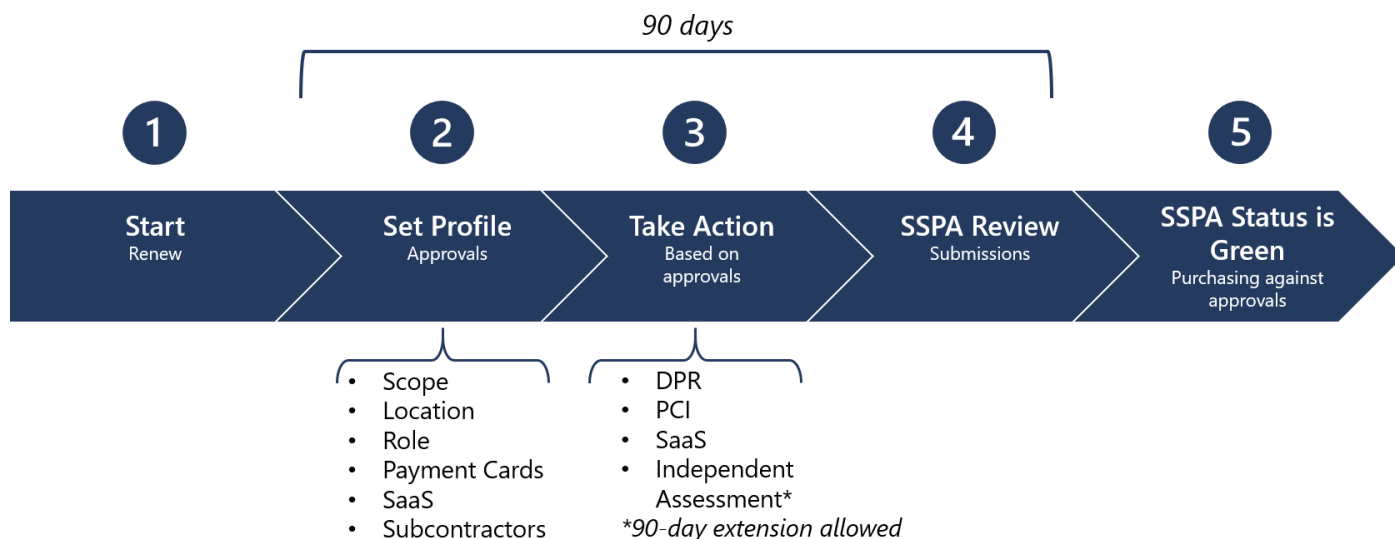 90 days
1
2
3
4
5
Start
Renew
Set Profile
Approvals
Take Action
Based on
approvals
SSPA Review
Submissions
SSPA Status is
Green
Purchasing against
approvals
• Scope
• Location
• Role
• Payment Cards
• SaaS
• Subcontractors
• DPR
• PCI
• SaaS
• Independent
Assessment*
*90-day extension allowed